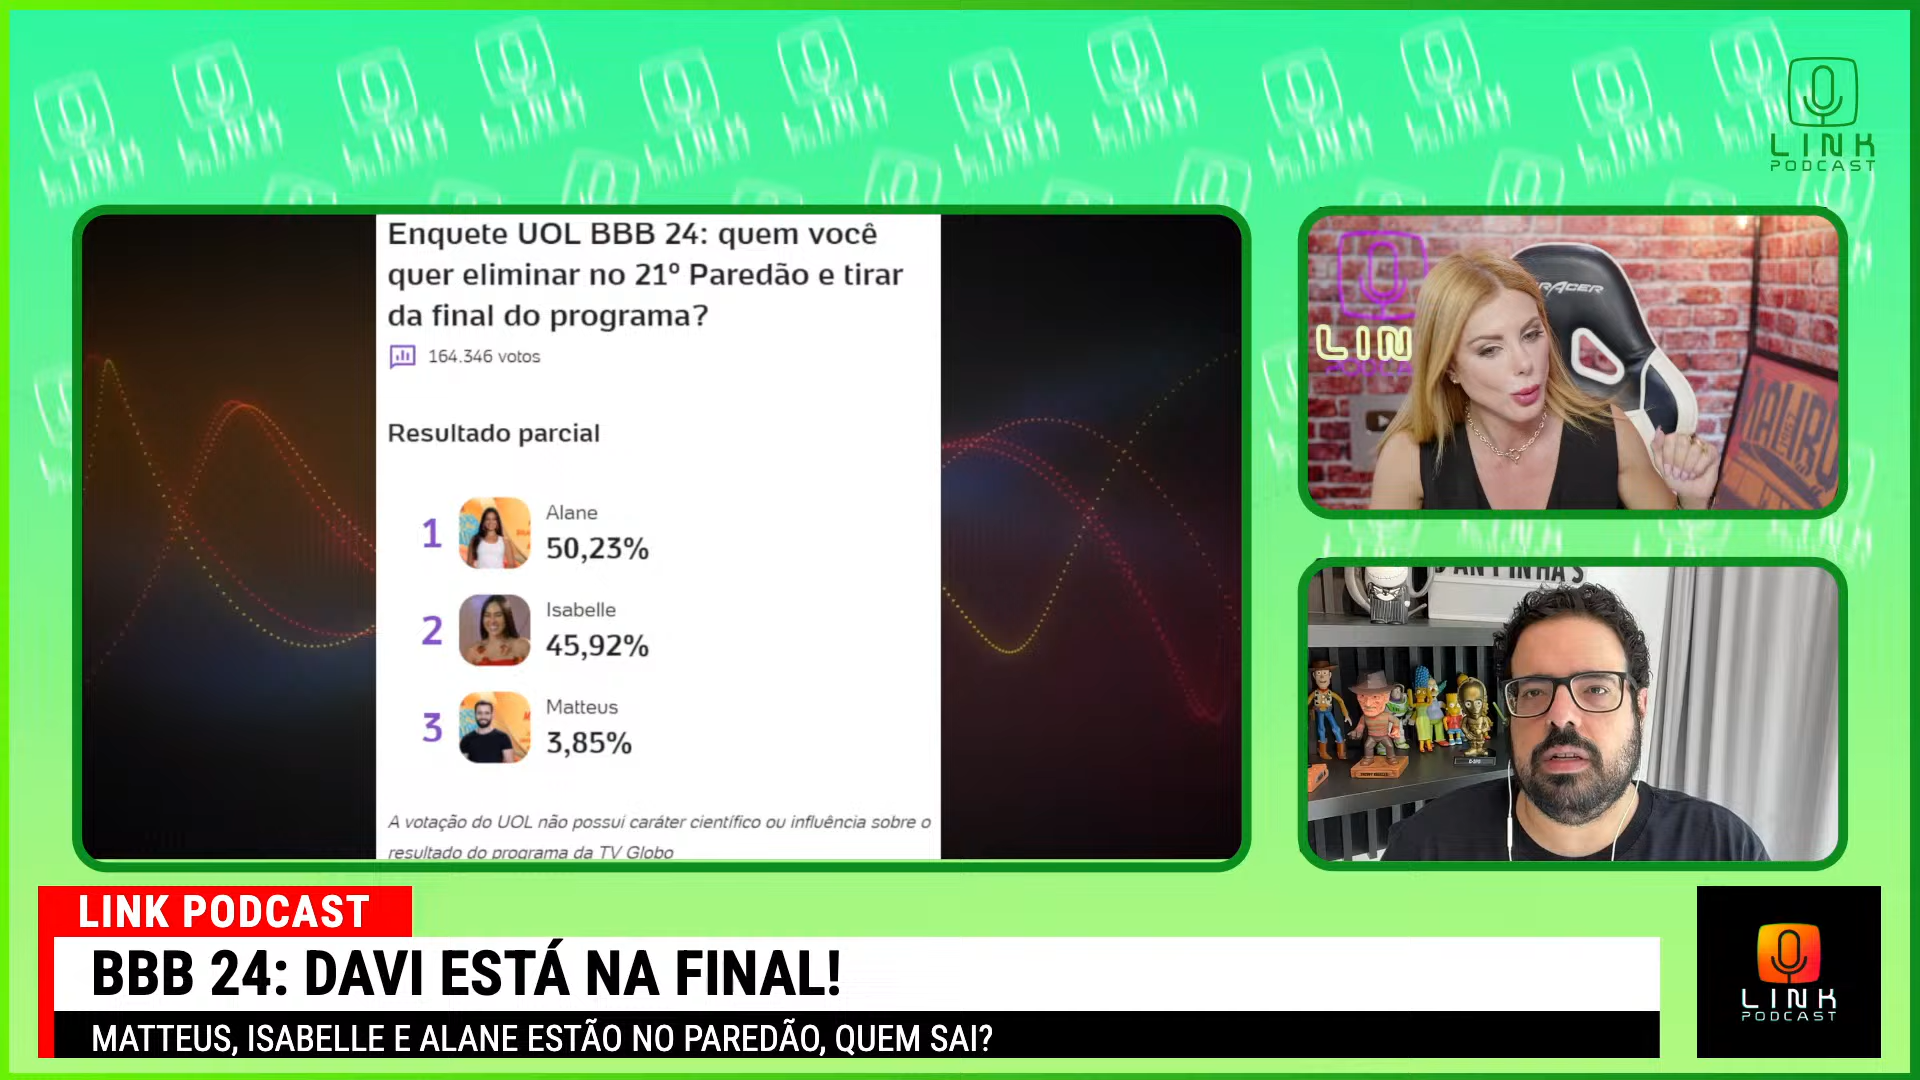 LINK
PODCAST
Enquete UOL BBB 24: quem você
quer eliminar no 21º Paredão e tirar
da final do programa?
164.346 votos
Resultado parcial
1
Alane
50,23%
2
Isabelle
45,92%
3
Matteus
3,85%
A votação do UOL não possui caráter científico ou influência sobre o
resultado do programa da TV Globo
LIN
MALIBU
LINK PODCAST
BBB 24: DAVI ESTÁ NA FINAL!
MATTEUS, ISABELLE E ALANE ESTÃO NO PAREDÃO, QUEM SAI?
LINK
PODCAST